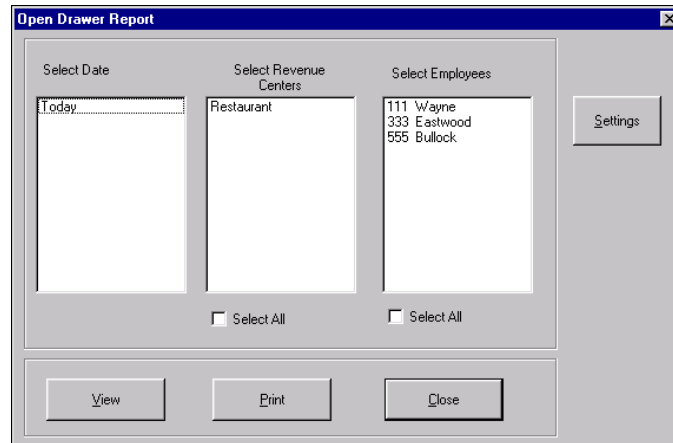 Open Drawer Report
Select Date
Today
Select Revenue
Centers
Restaurant
Select All
Select Employees
111 Wayne
333 Eastwood
555 Bullock
Select All
Settings
View
Print
Close